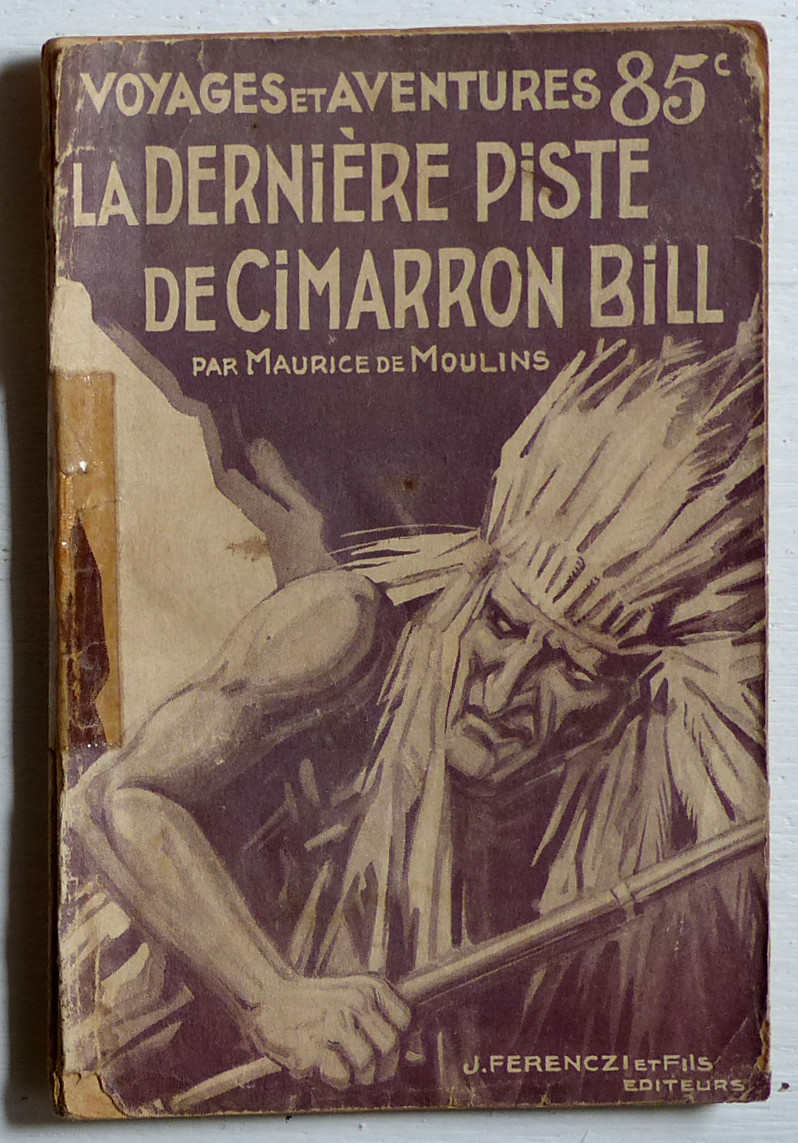 VOYAGES ET AVENTURES 85c
LA DERNiÈRE PiSTE
DE CiMARRON BiLL
PAR MAURICE DE MOULINS
J. FERENCZI ET FILS
EDITEURS